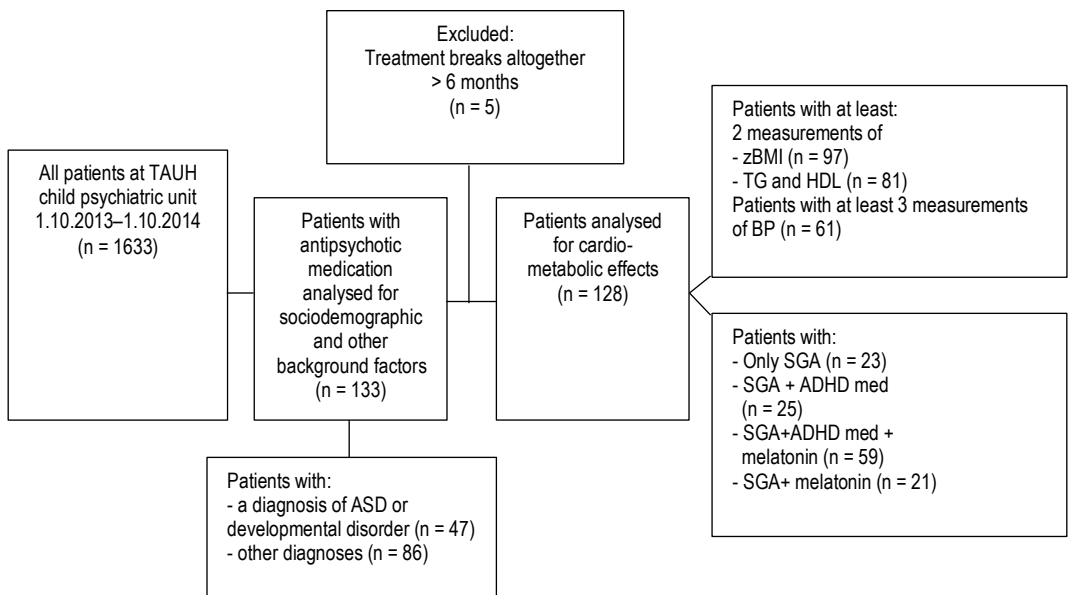 Excluded:
Treatment breaks altogether
> 6 months
(n = 5)
All patients at TAUH
child psychiatric unit
1.10.2013–1.10.2014
(n = 1633)
Patients with
antipsychotic
medication
analysed for
sociodemographic
and other
background factors
(n = 133)
Patients analysed
for cardio-
metabolic effects
(n = 128)
Patients with at least:
2 measurements of
- zBMI (n = 97)
- TG and HDL (n = 81)
Patients with at least 3 measurements
of BP (n = 61)
Patients with:
- Only SGA (n = 23)
- SGA + ADHD med
(n = 25)
- SGA+ADHD med +
melatonin (n = 59)
- SGA+ melatonin (n = 21)
Patients with:
- a diagnosis of ASD or
developmental disorder (n = 47)
- other diagnoses (n = 86)